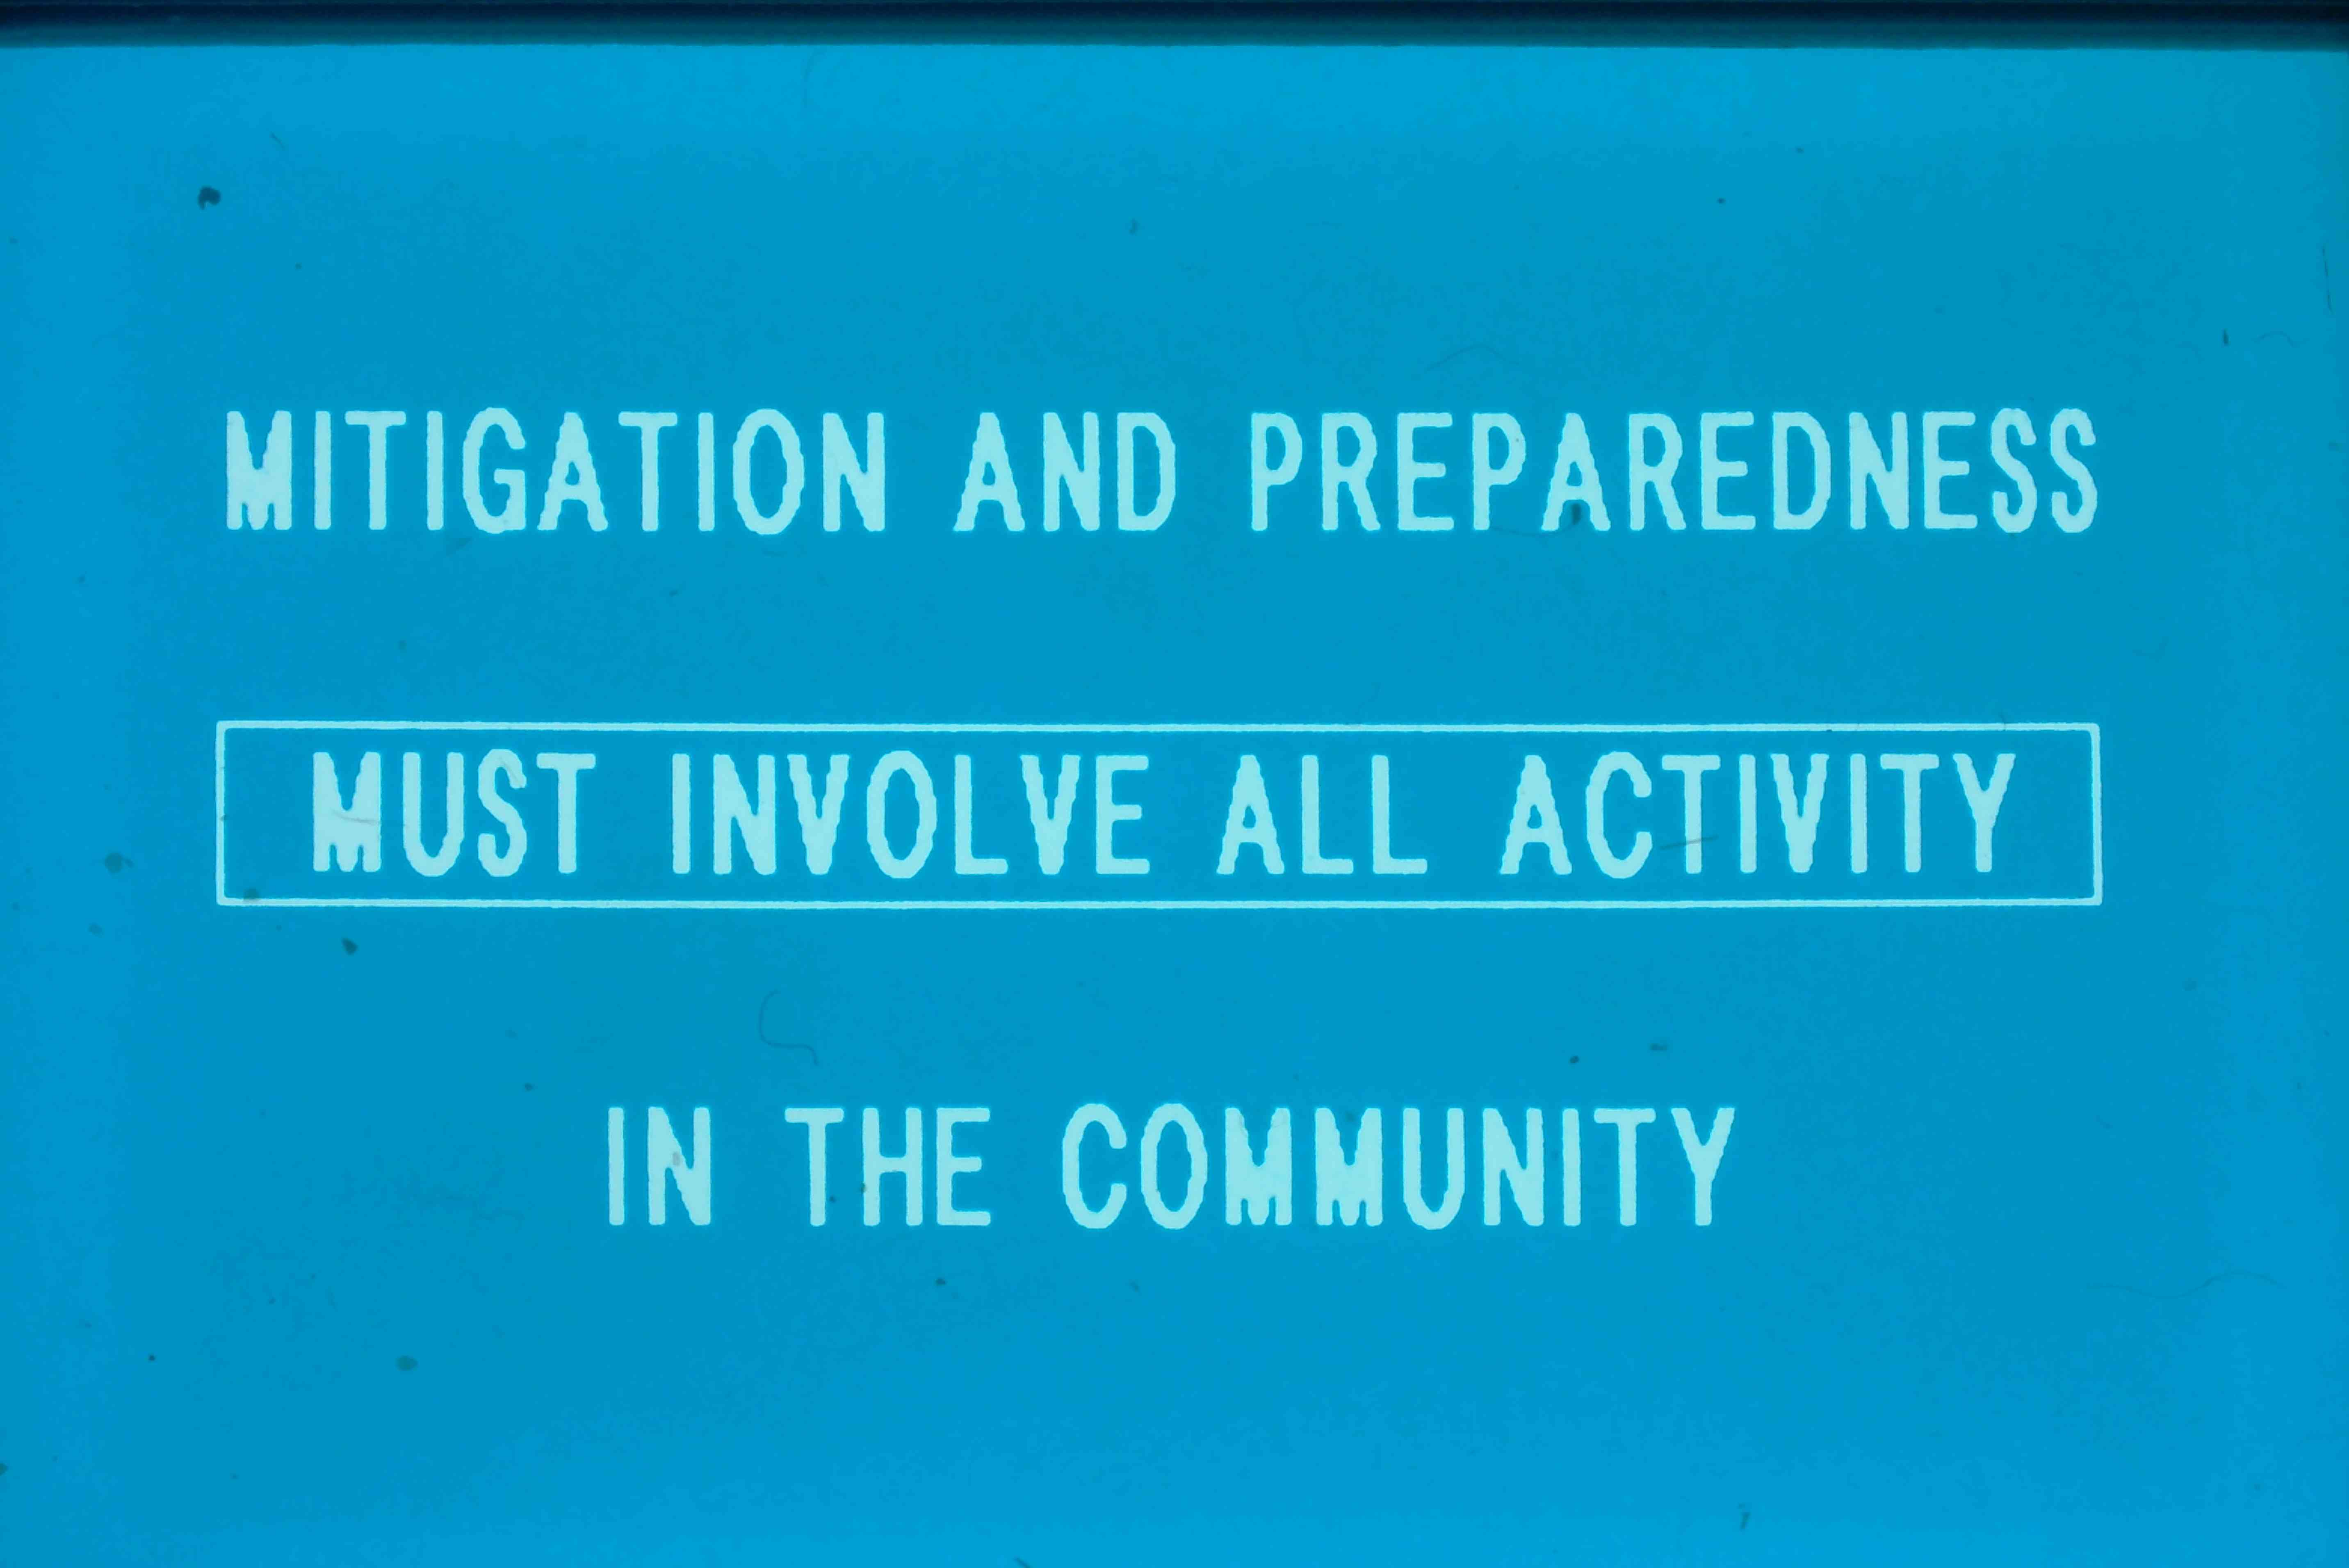 MITIGATION AND PREPAREDNESS
MUST INVOLVE ALL ACTIVITY
IN THE COMMUNITY